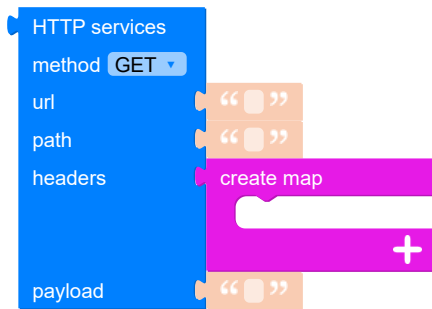 HTTP services
method GET
url “ ”
path “ ”
headers create map
+
payload “ ”